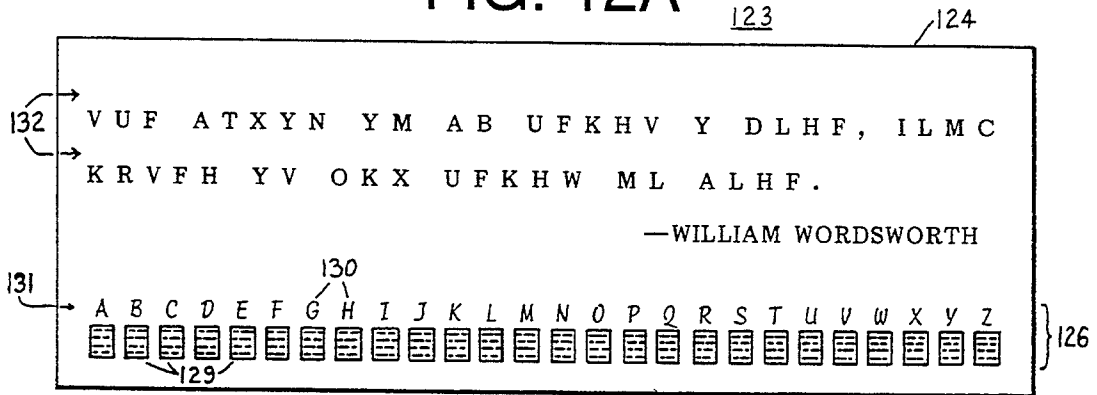 FIG. 12A
123
124
132
VUF ATXYN YM AB UFKHV Y DLHF, ILMC
KRVFH YV OKX UFKHW ML ALHF.
—WILLIAM WORDSWORTH
130
131
A B C D E F G H I J K L M N O P Q R S T U V W X Y Z
126
129